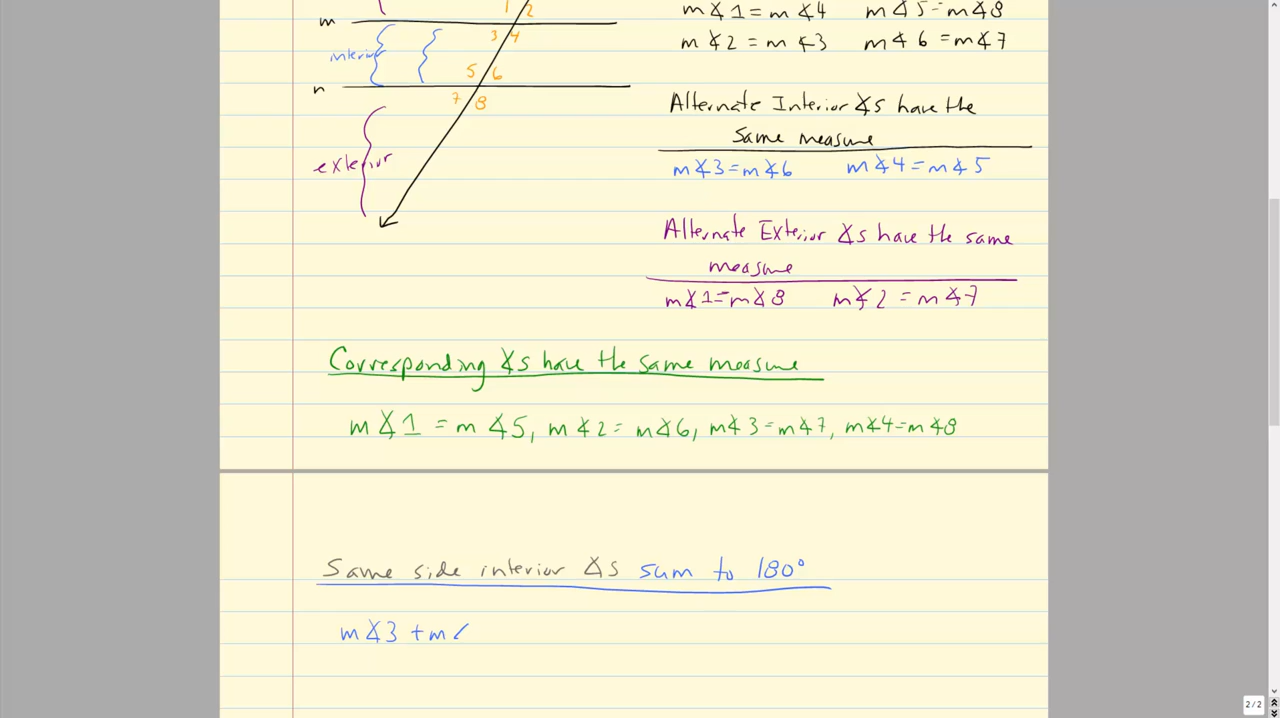 1 2
m
3 4
interior
5 6
n
7 8
exterior
m∡1 = m∡4 m∡5 = m∡8
m∡2 = m∡3 m∡6 = m∡7
Alternate Interior ∡s have the
same measure
m∡3 = m∡6 m∡4 = m∡5
Alternate Exterior ∡s have the same
measure
m∡1 = m∡8 m∡2 = m∡7
Corresponding ∡s have the same measure
m∡1 = m∡5, m∡2 = m∡6, m∡3 = m∡7, m∡4 = m∡8
Same side interior ∡s sum to 180°
m∡3 + m<
2 / 2